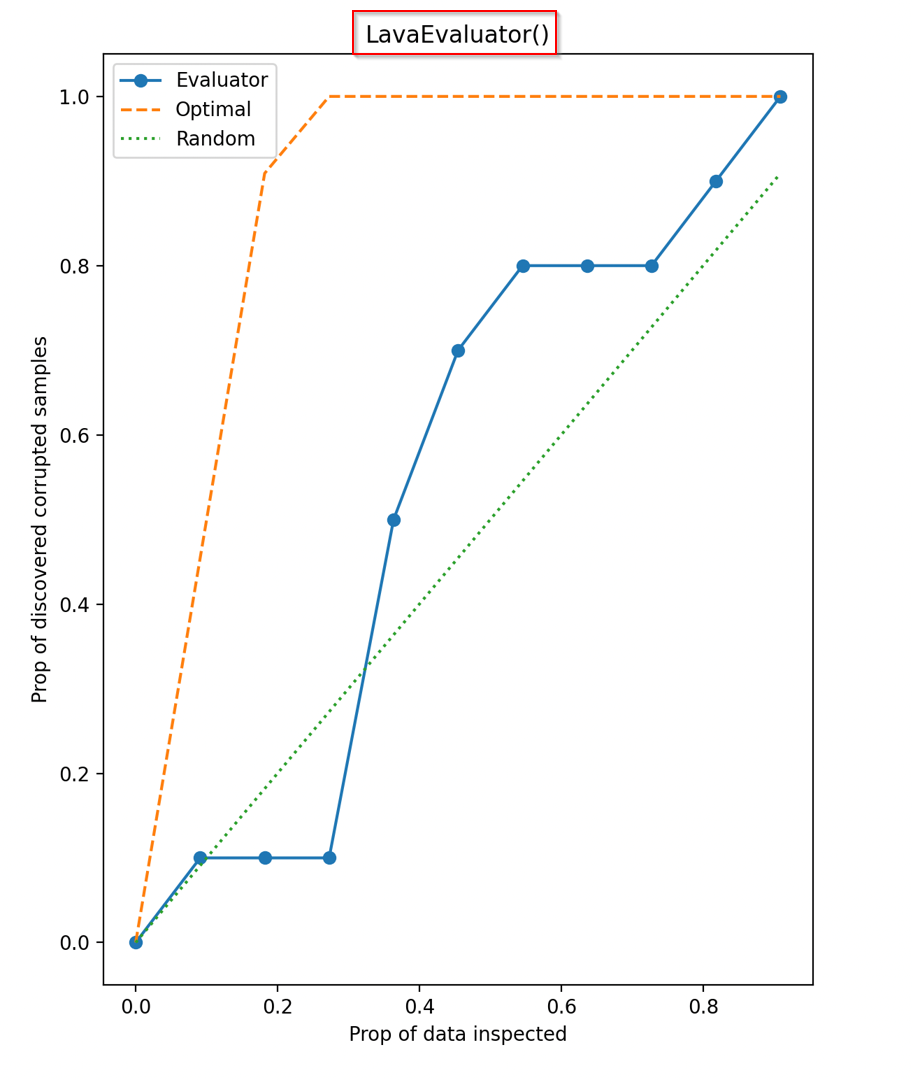 LavaEvaluator()
Evaluator
Optimal
Random
1.0
0.8
0.6
0.4
0.2
0.0
Prop of discovered corrupted samples
0.0 0.2 0.4 0.6 0.8
Prop of data inspected